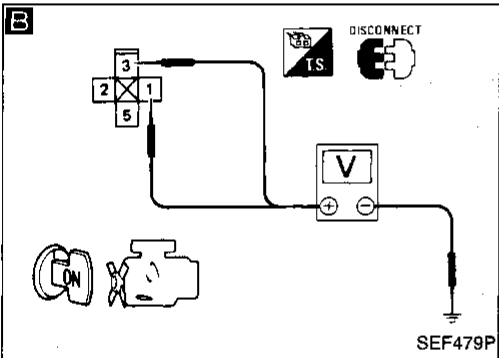 B
DISCONNECT
T.S.
3
2 1
5
V
+ −
ON
SEF479P